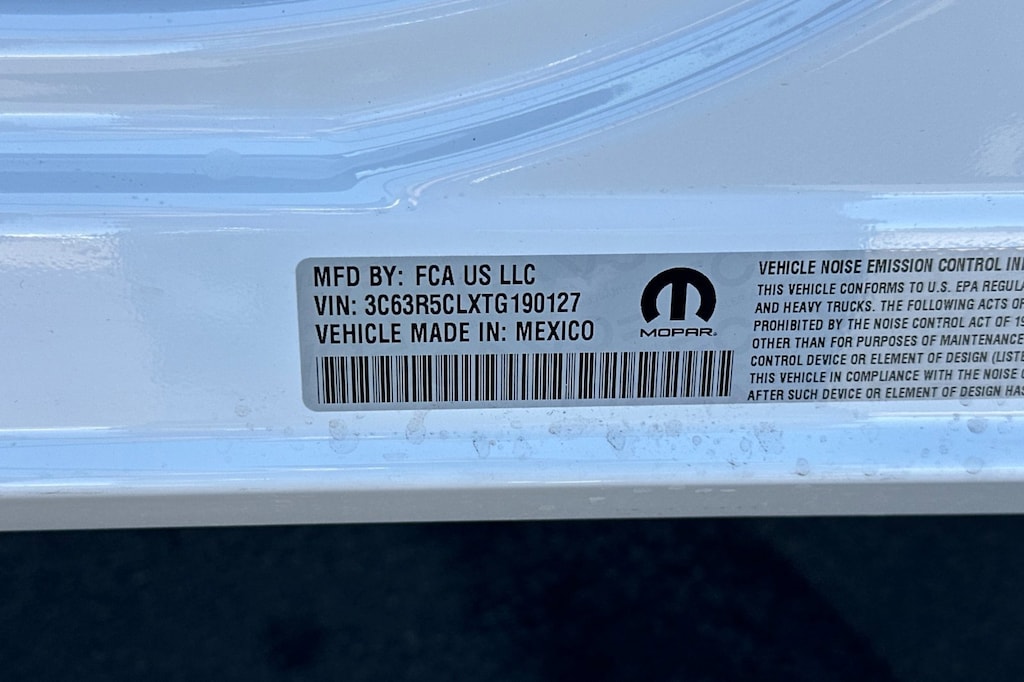 MFD BY: FCA US LLC
VIN: 3C63R5CLXTG190127
VEHICLE MADE IN: MEXICO
MOPAR
VEHICLE NOISE EMISSION CONTROL
THIS VEHICLE CONFORMS TO U.S. EPA
AND HEAVY TRUCKS. THE FOLLOWING ACTS
PROHIBITED BY THE NOISE CONTROL ACT OF
OTHER THAN FOR PURPOSES OF MAINTENANCE
CONTROL DEVICE OR ELEMENT OF DESIGN
THIS VEHICLE IN COMPLIANCE WITH THE NOISE
AFTER SUCH DEVICE OR ELEMENT OF DESIGN